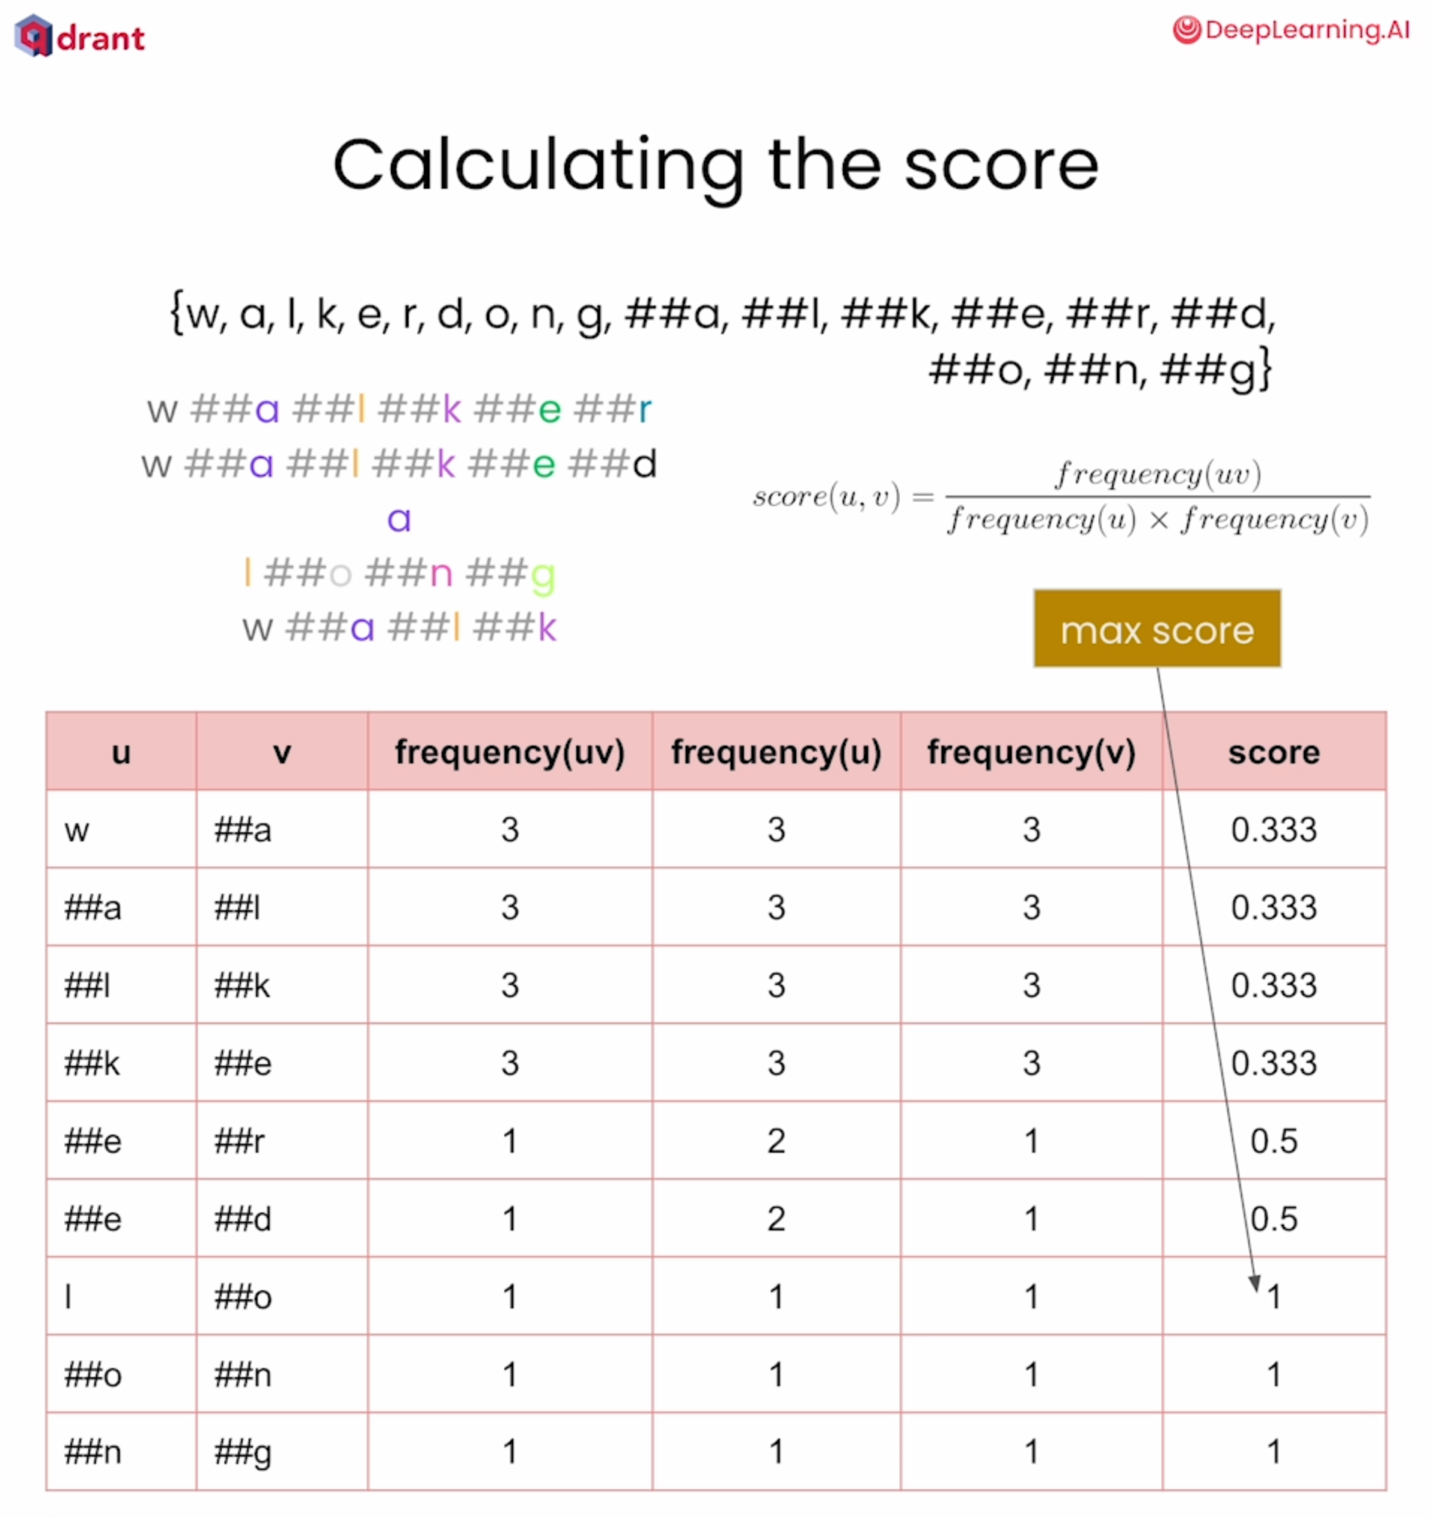 qdrant
DeepLearning.AI
Calculating the score
{w, a, l, k, e, r, d, o, n, g, ##a, ##l, ##k, ##e, ##r, ##d,
##o, ##n, ##g}
w ##a ##l ##k ##e ##r
w ##a ##l ##k ##e ##d
a
l ##o ##n ##g
w ##a ##l ##k
score(u, v) = frequency(uv) / frequency(u) × frequency(v)
max score
u v frequency(uv) frequency(u) frequency(v) score
w ##a 3 3 3 0.333
##a ##l 3 3 3 0.333
##l ##k 3 3 3 0.333
##k ##e 3 3 3 0.333
##e ##r 1 2 1 0.5
##e ##d 1 2 1 0.5
l ##o 1 1 1 1
##o ##n 1 1 1 1
##n ##g 1 1 1 1